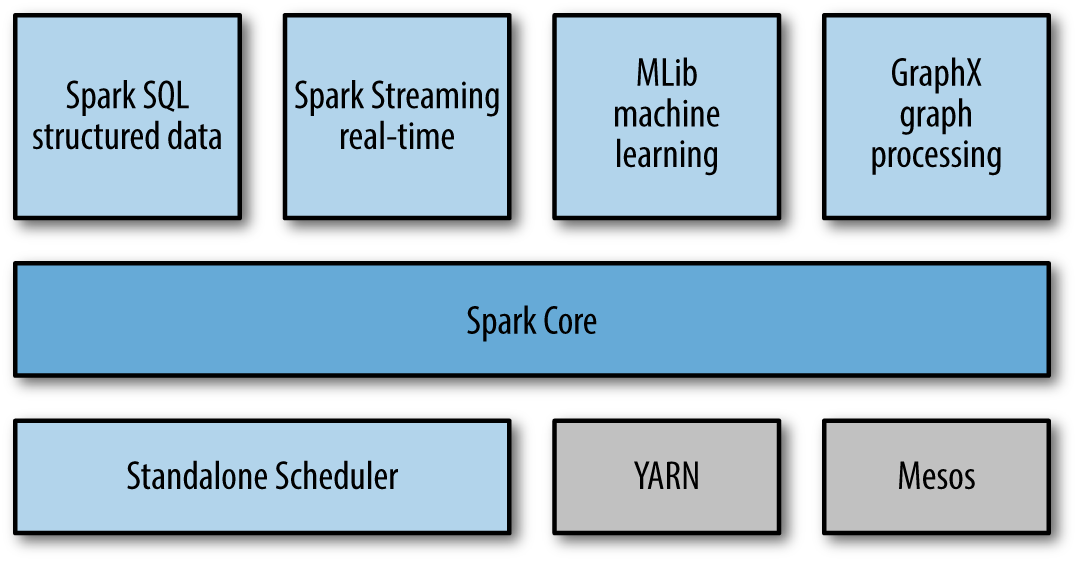 Spark SQL
structured data
Spark Streaming
real-time
MLib
machine
learning
GraphX
graph
processing
Spark Core
Standalone Scheduler
YARN
Mesos